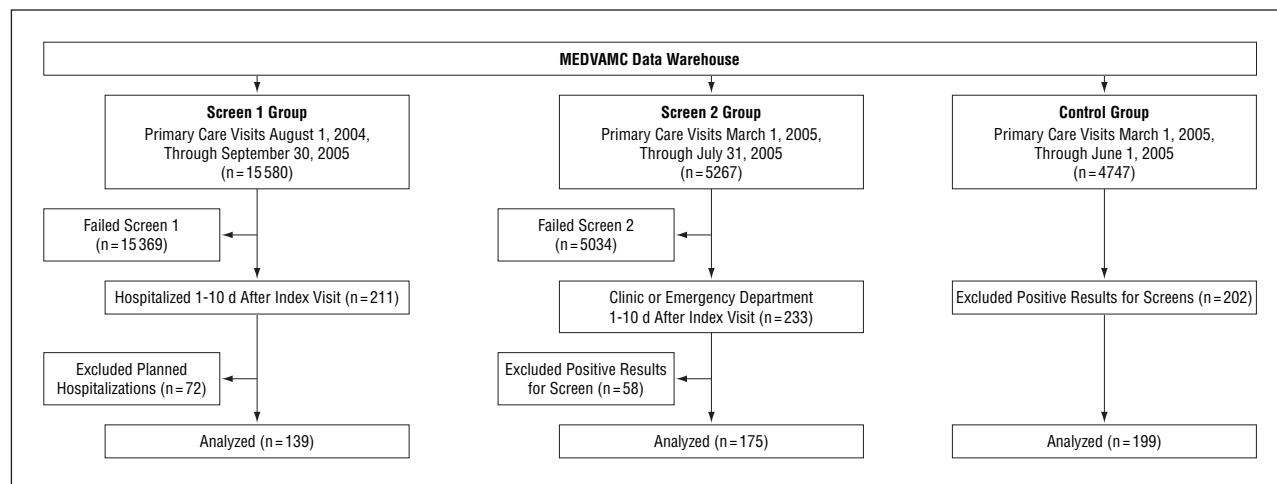 MEDVAMC Data Warehouse
Screen 1 Group
Primary Care Visits August 1, 2004,
Through September 30, 2005
(n = 15 580)
Screen 2 Group
Primary Care Visits March 1, 2005,
Through July 31, 2005
(n = 5267)
Control Group
Primary Care Visits March 1, 2005,
Through June 1, 2005
(n = 4747)
Failed Screen 1
(n = 15 369)
Failed Screen 2
(n = 5034)
Hospitalized 1-10 d After Index Visit (n = 211)
Clinic or Emergency Department
1-10 d After Index Visit (n = 233)
Excluded Positive Results for Screens (n = 202)
Excluded Planned
Hospitalizations (n = 72)
Excluded Positive Results
for Screen (n = 58)
Analyzed (n = 139)
Analyzed (n = 175)
Analyzed (n = 199)